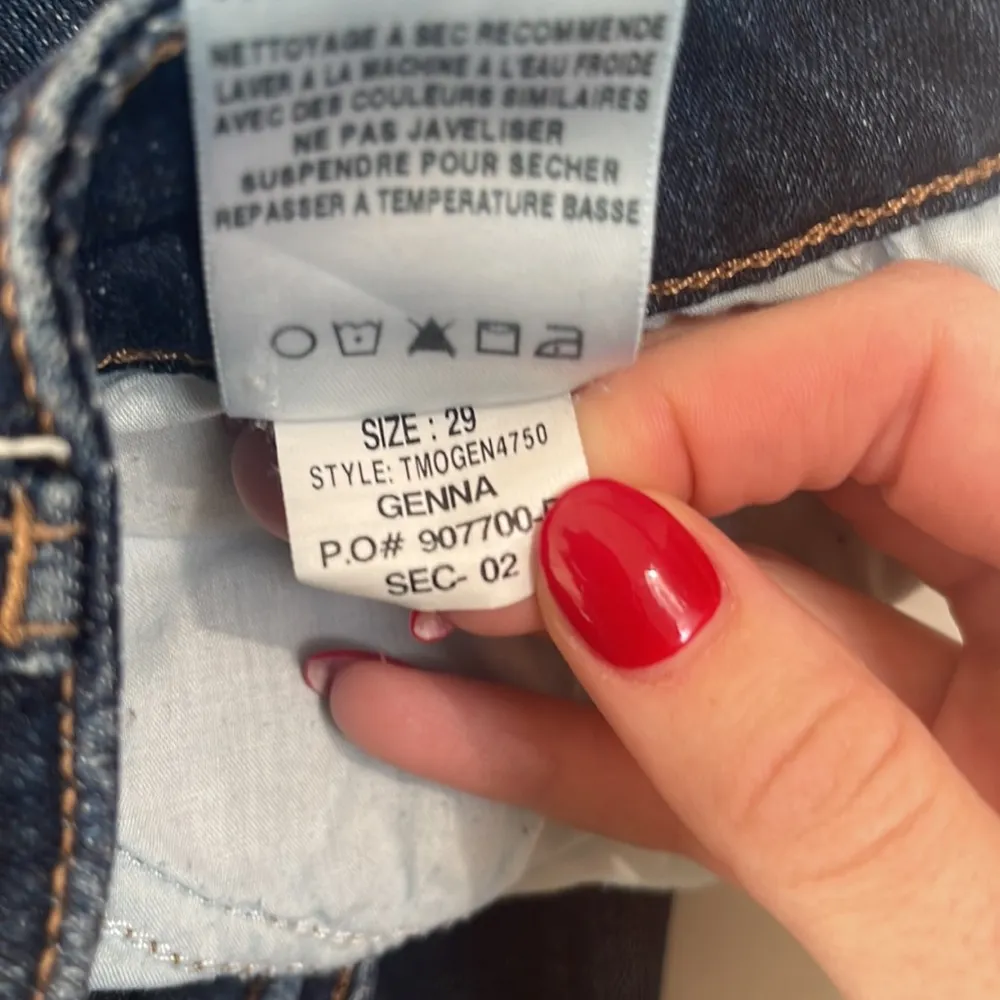 NETTOYAGE A SEC RECOMMENDE
LAVER À LA MACHINE A L'EAU FROIDE
AVEC DES COULEURS SIMILAIRES
NE PAS JAVELISER
SUSPENDRE POUR SECHER
REPASSER A TEMPERATURE BASSE
SIZE : 29
STYLE: TMOGEN4750
GENNA
P.O# 907700-
SEC- 02